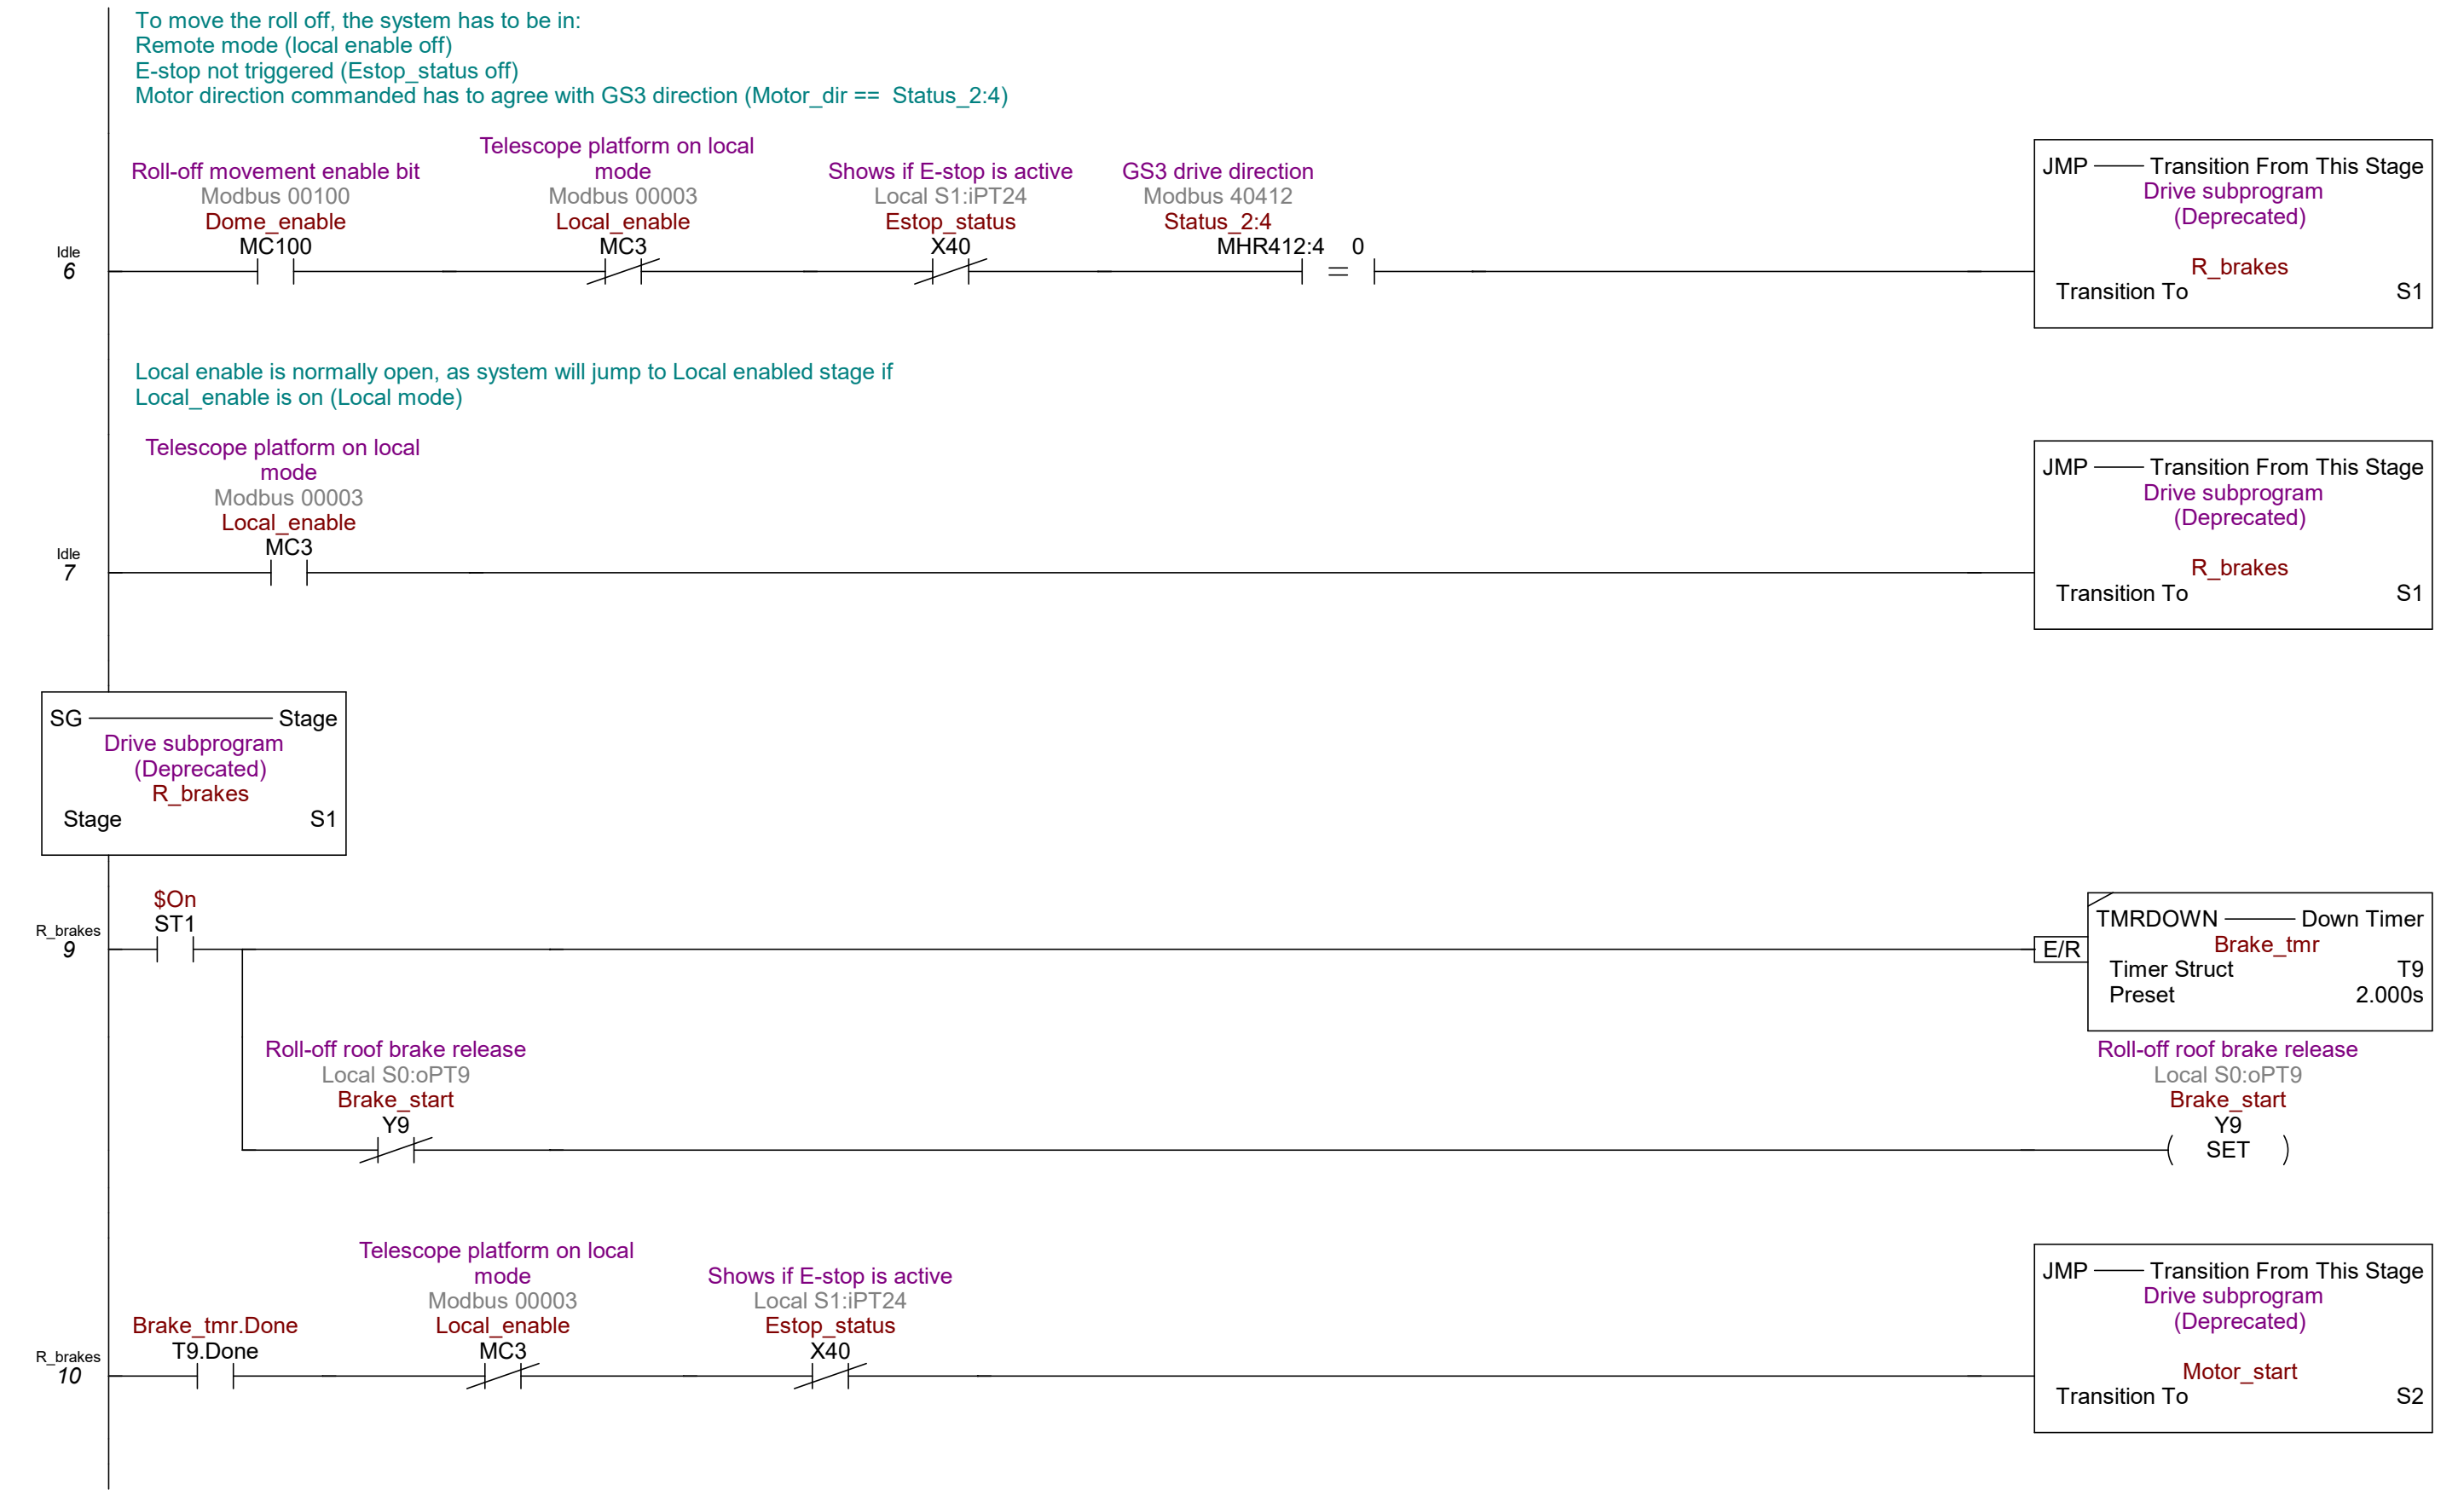 To move the roll off, the system has to be in:
Remote mode (local enable off)
E-stop not triggered (Estop_status off)
Motor direction commanded has to agree with GS3 direction (Motor_dir ==  Status_2:4)
Idle
6
Roll-off movement enable bit
Modbus 00100
Dome_enable
MC100
Telescope platform on local
mode
Modbus 00003
Local_enable
MC3
Shows if E-stop is active
Local S1:iPT24
Estop_status
X40
GS3 drive direction
Modbus 40412
Status_2:4
MHR412:4 = 0
JMP Transition From This Stage
Drive subprogram
(Deprecated)
R_brakes
Transition To S1
Local enable is normally open, as system will jump to Local enabled stage if
Local_enable is on (Local mode)
Idle
7
Telescope platform on local
mode
Modbus 00003
Local_enable
MC3
JMP Transition From This Stage
Drive subprogram
(Deprecated)
R_brakes
Transition To S1
SG Stage
Drive subprogram
(Deprecated)
R_brakes
Stage S1
R_brakes
9
$On
ST1
E/R
TMRDOWN Down Timer
Brake_tmr
Timer Struct T9
Preset 2.000s
Roll-off roof brake release
Local S0:oPT9
Brake_start
Y9
Roll-off roof brake release
Local S0:oPT9
Brake_start
Y9
( SET )
R_brakes
10
Brake_tmr.Done
T9.Done
Telescope platform on local
mode
Modbus 00003
Local_enable
MC3
Shows if E-stop is active
Local S1:iPT24
Estop_status
X40
JMP Transition From This Stage
Drive subprogram
(Deprecated)
Motor_start
Transition To S2